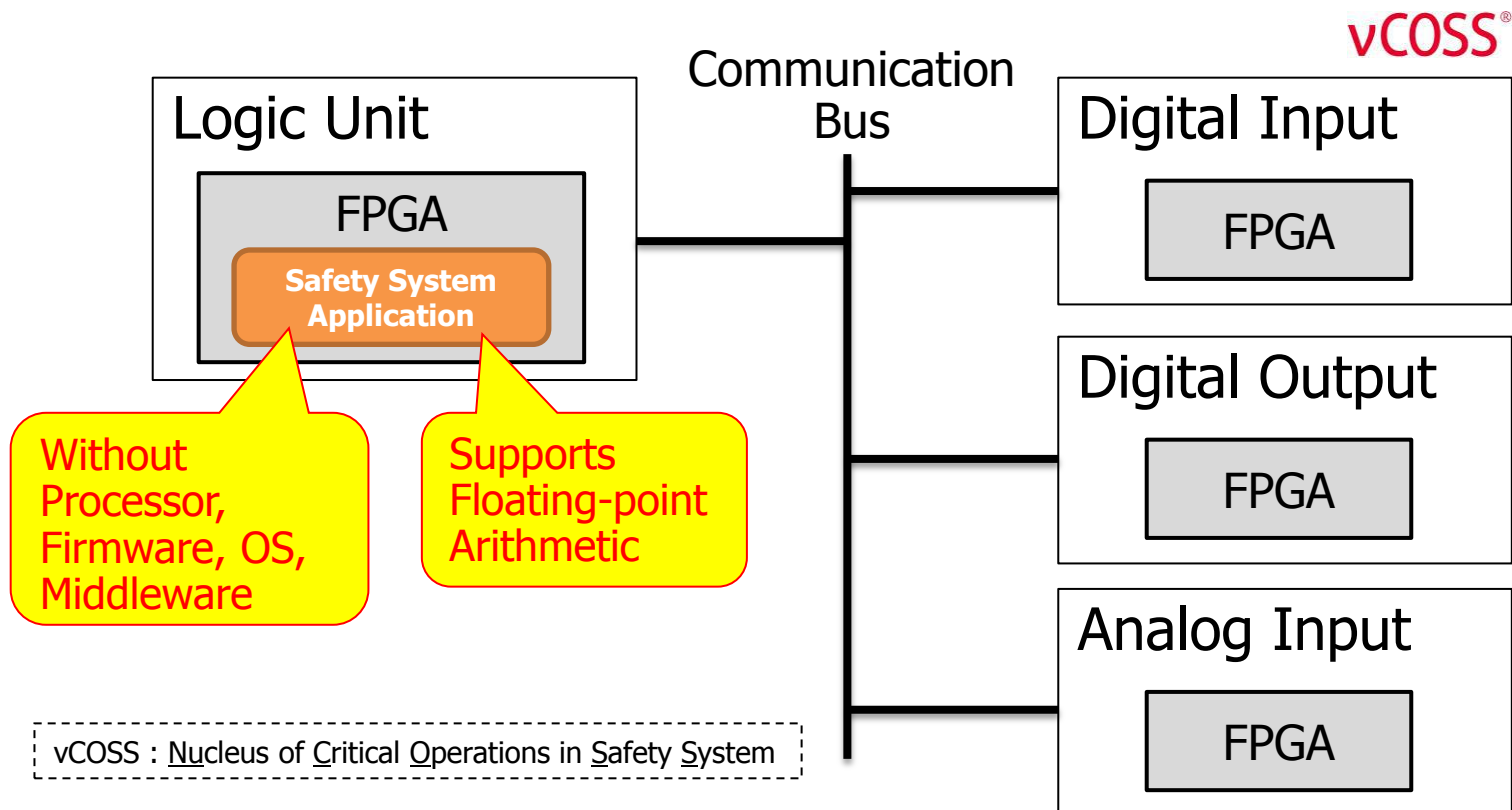 νCOSS®
Communication
Bus
Logic Unit
FPGA
Safety System
Application
Without
Processor,
Firmware, OS,
Middleware
Supports
Floating-point
Arithmetic
Digital Input
FPGA
Digital Output
FPGA
Analog Input
FPGA
νCOSS : Nucleus of Critical Operations in Safety System